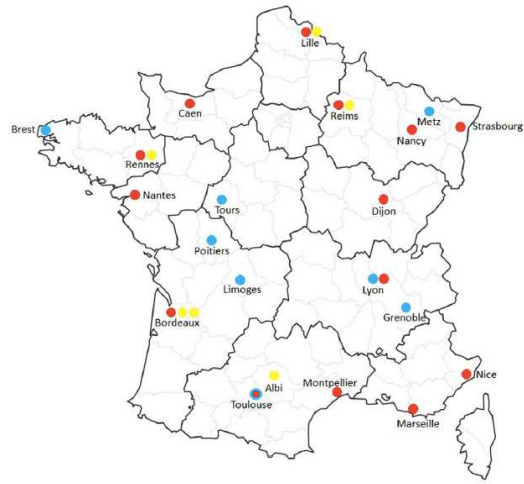 Lille
Caen
Reims
Metz
Brest
Strasbourg
Nancy
Rennes
Nantes
Tours
Dijon
Poitiers
Limoges
Lyon
Grenoble
Bordeaux
Nice
Albi
Montpellier
Toulouse
Marseille